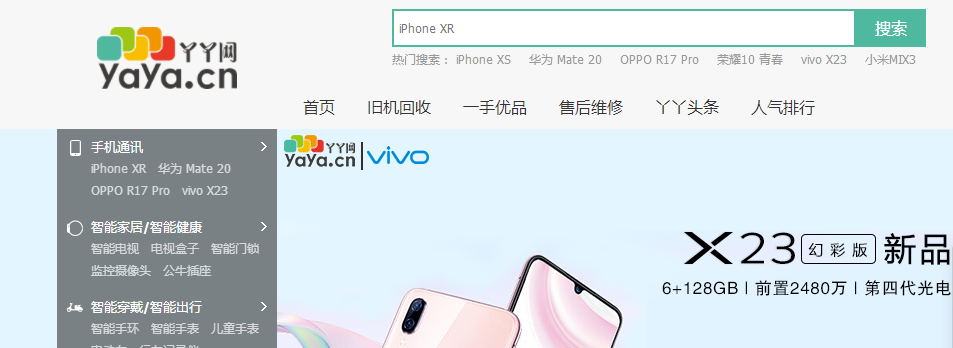 iPhone XR
搜索
丫丫网
YaYa.cn
热门搜索： iPhone XS 华为 Mate 20 OPPO R17 Pro 荣耀10 青春 vivo X23 小米MIX3
首页 旧机回收 一手优品 售后维修 丫丫头条 人气排行
手机通讯
iPhone XR 华为 Mate 20
OPPO R17 Pro vivo X23
智能家居/智能健康
智能电视 电视盒子 智能门锁
监控摄像头 公牛插座
智能穿戴/智能出行
智能手环 智能手表 儿童手表
丫丫网
YaYa.cn vivo
X23 幻彩版 新品
6+128GB | 前置2480万 | 第四代光电